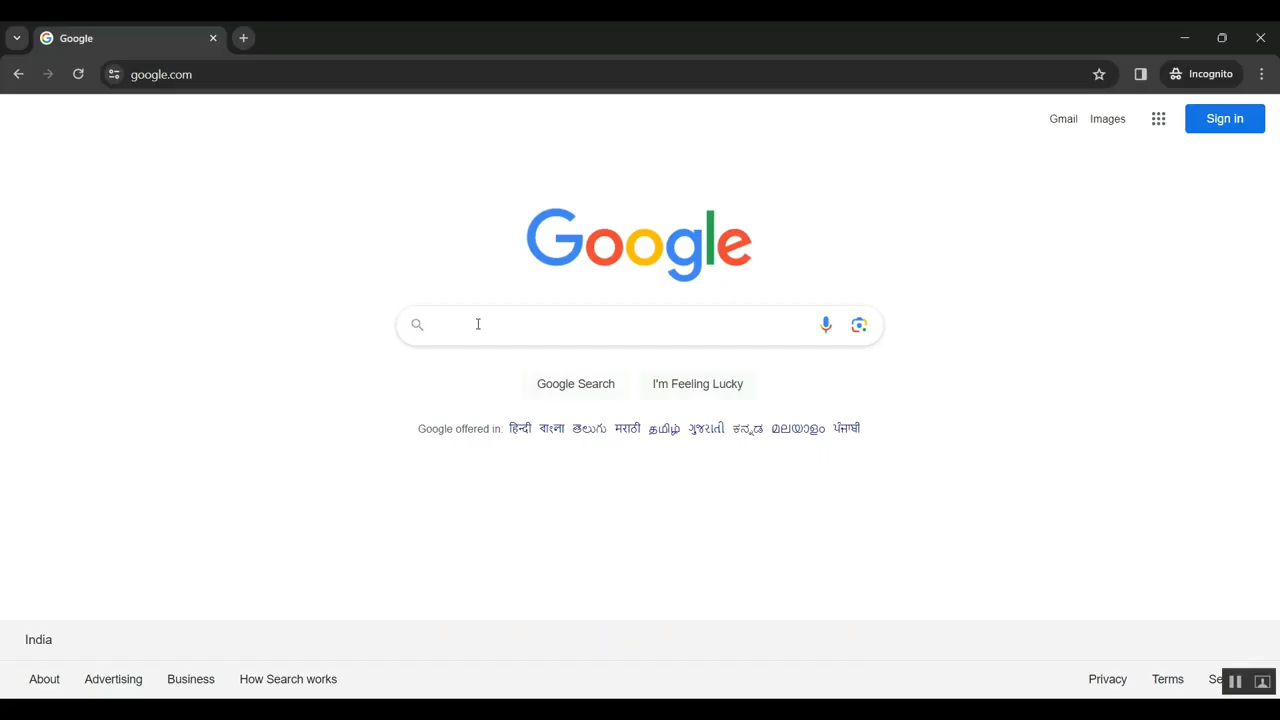 Google
google.com
Incognito
Gmail Images Sign in
Google
Google Search I'm Feeling Lucky
Google offered in: हिन्दी বাংলা తెలుగు मराठी தமிழ் ગુજરાતી ಕನ್ನಡ മലയാളം ਪੰਜਾਬੀ
India
About Advertising Business How Search works Privacy Terms Se